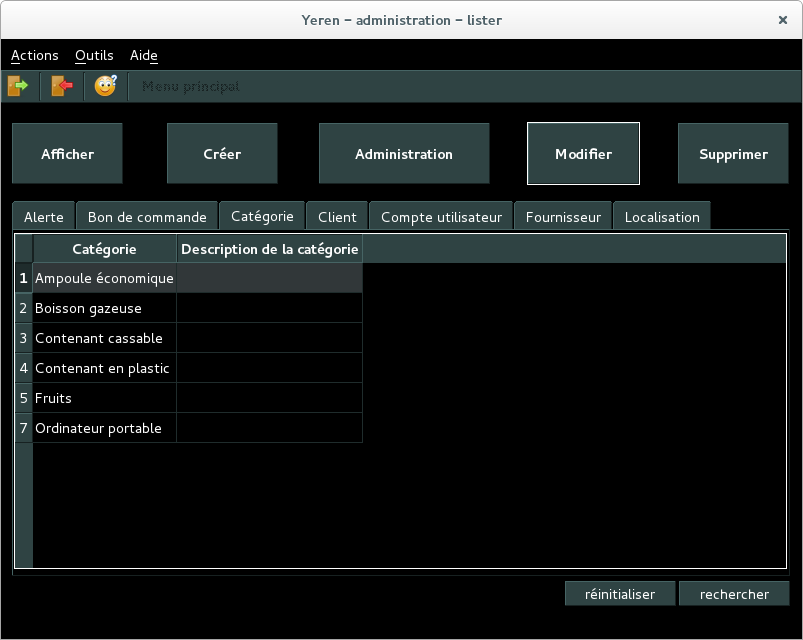 Yeren – administration – lister
Actions Outils Aide
Menu principal
Afficher Créer Administration Modifier Supprimer
Alerte Bon de commande Catégorie Client Compte utilisateur Fournisseur Localisation
Catégorie Description de la catégorie
1 Ampoule économique
2 Boisson gazeuse
3 Contenant cassable
4 Contenant en plastic
5 Fruits
7 Ordinateur portable
réinitialiser rechercher